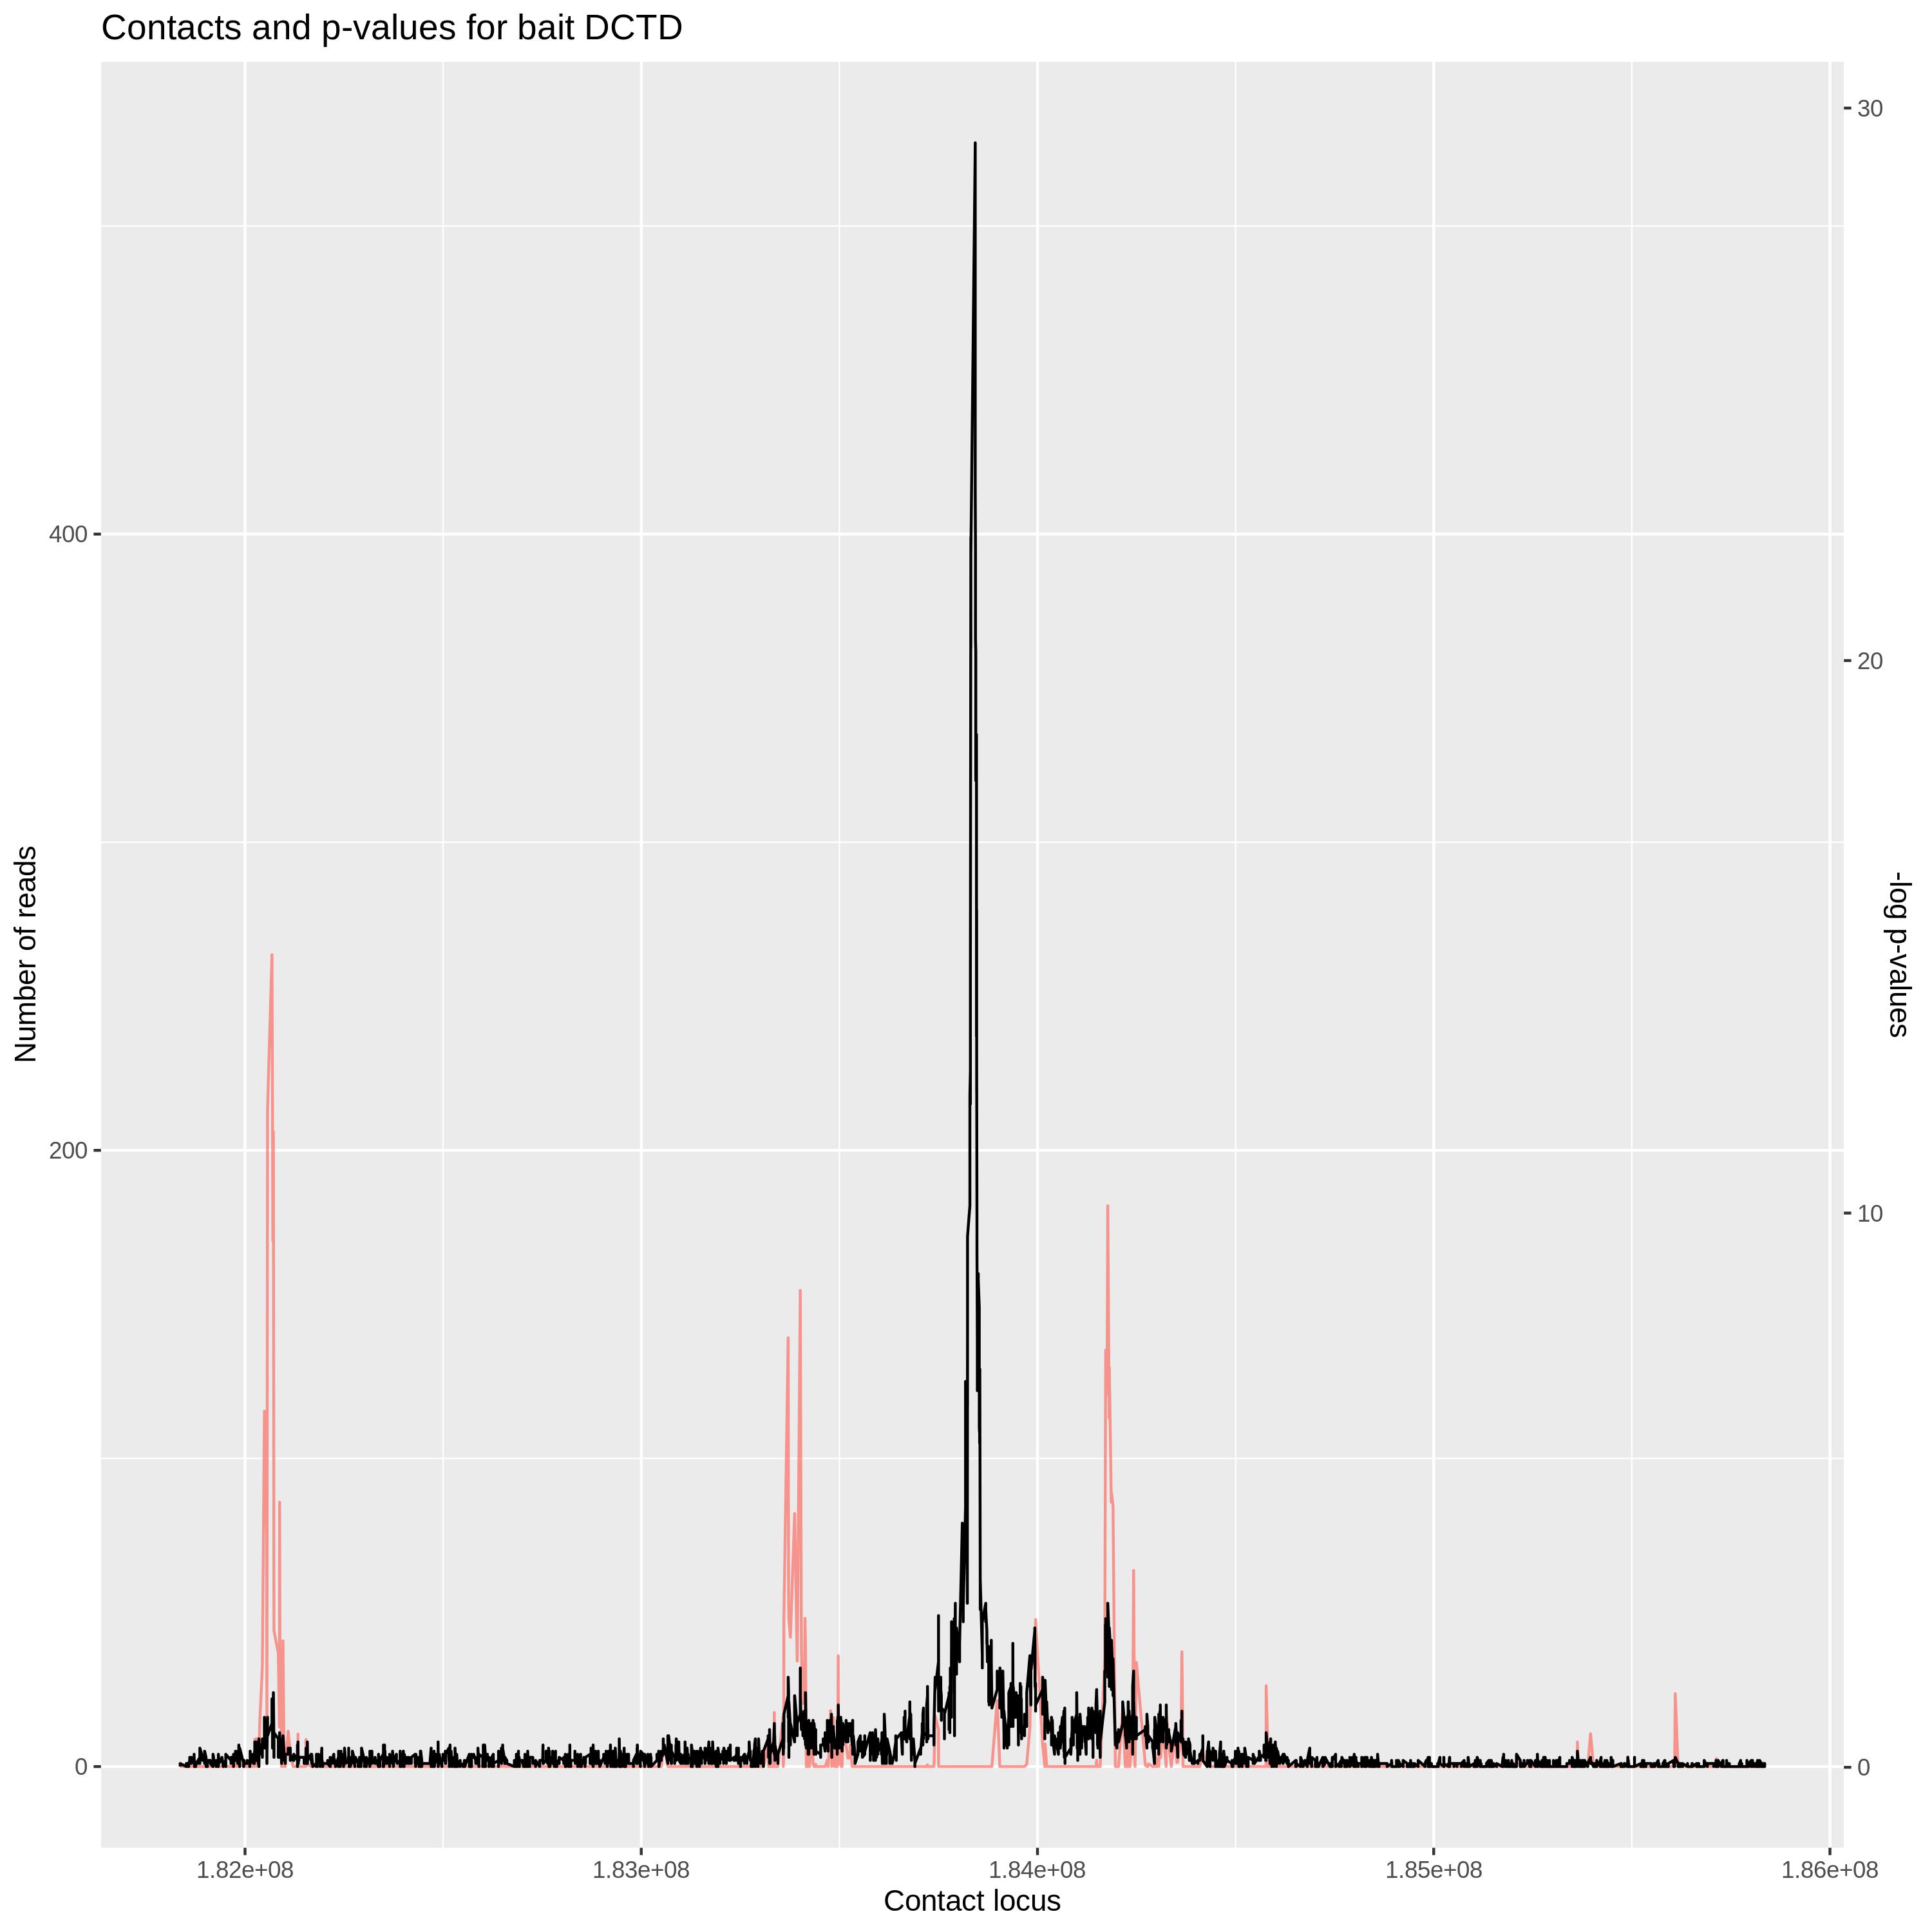 Contacts and p-values for bait DCTD
30
400
20
Number of reads
-log p-values
200
10
0
0
1.82e+08
1.83e+08
1.84e+08
1.85e+08
1.86e+08
Contact locus